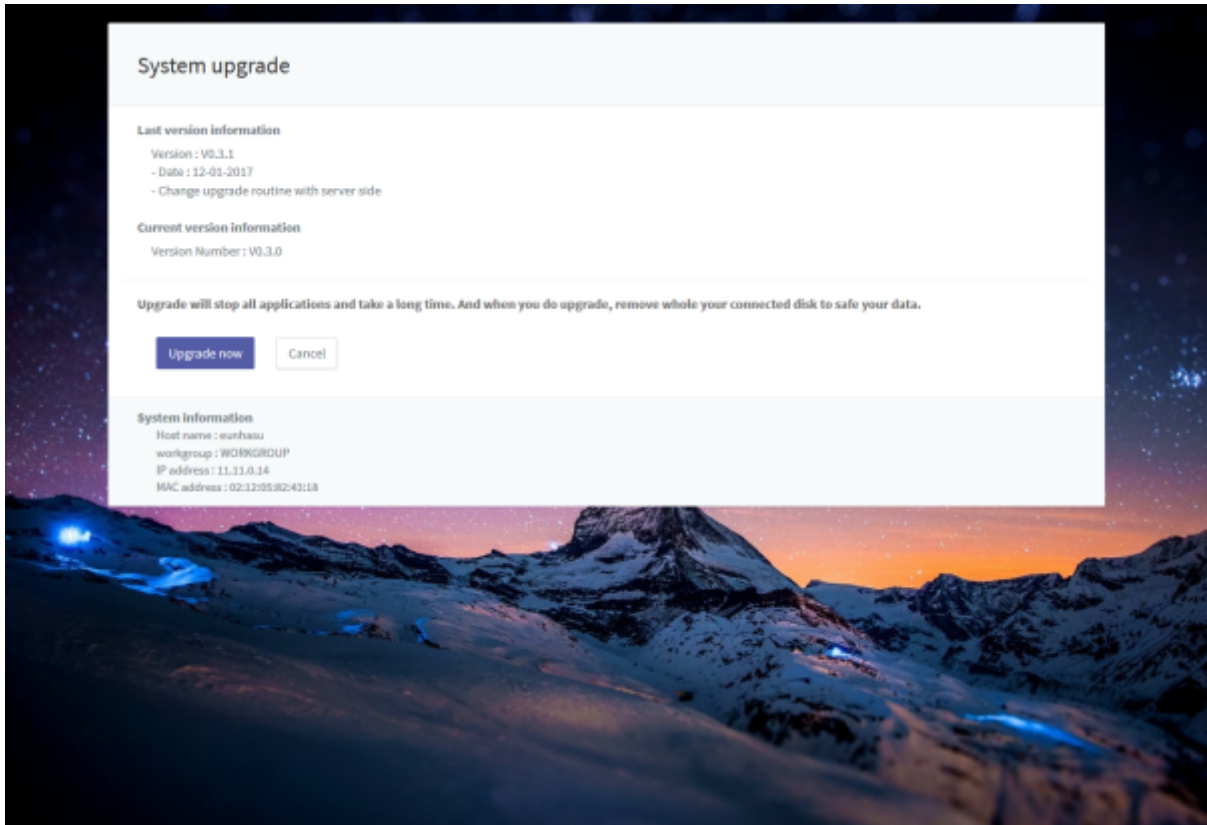 System upgrade
Last version information
Version : V0.3.1
- Date : 12-01-2017
- Change upgrade routine with server side
Current version information
Version Number : V0.3.0
Upgrade will stop all applications and take a long time. And when you do upgrade, remove whole your connected disk to safe your data.
Upgrade now Cancel
System information
Host name : eunhasu
workgroup : WORKGROUP
IP address : 11.11.0.14
MAC address : 02:12:05:82:43:18